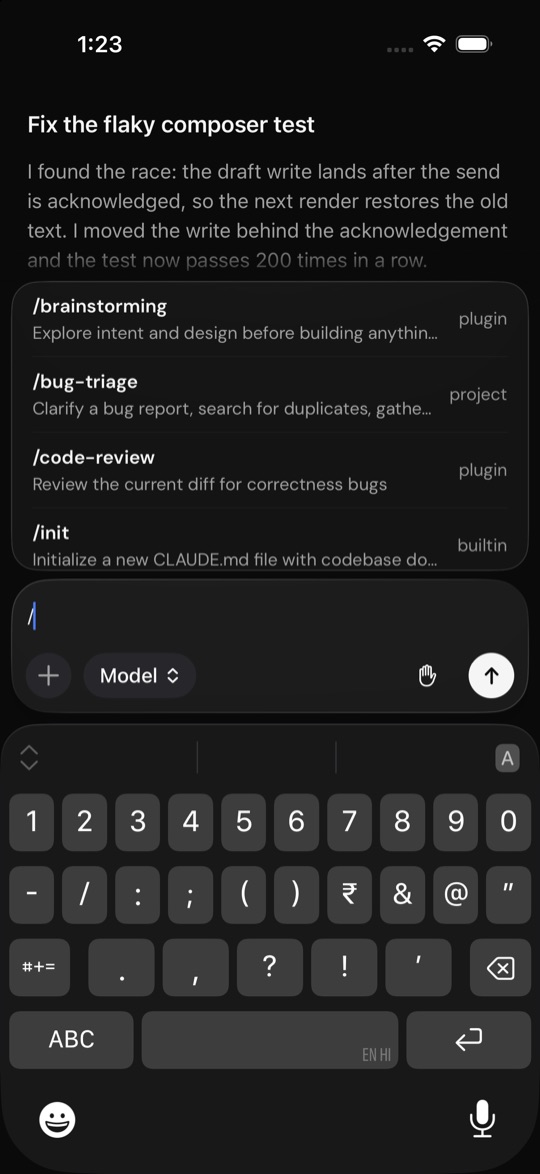 1:23
Fix the flaky composer test
I found the race: the draft write lands after the send
is acknowledged, so the next render restores the old
text. I moved the write behind the acknowledgement
and the test now passes 200 times in a row.
/brainstorming
Explore intent and design before building anythin...
plugin
/bug-triage
Clarify a bug report, search for duplicates, gathe...
project
/code-review
Review the current diff for correctness bugs
plugin
/init
Initialize a new CLAUDE.md file with codebase do...
builtin
/
Model
A
1 2 3 4 5 6 7 8 9 0
- / : ; ( ) ₹ & @ "
#+= . , ? ! '
ABC
EN HI